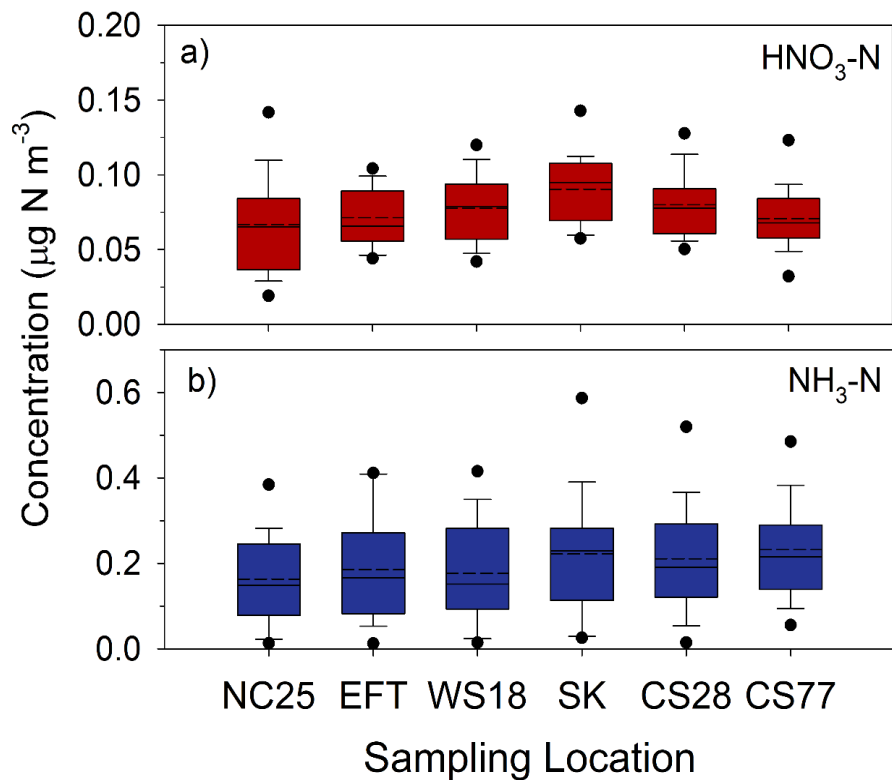 a)
HNO₃-N
0.20
0.15
0.10
0.05
0.00
Concentration (μg N m⁻³)
b)
NH₃-N
0.6
0.4
0.2
0.0
NC25 EFT WS18 SK CS28 CS77
Sampling Location